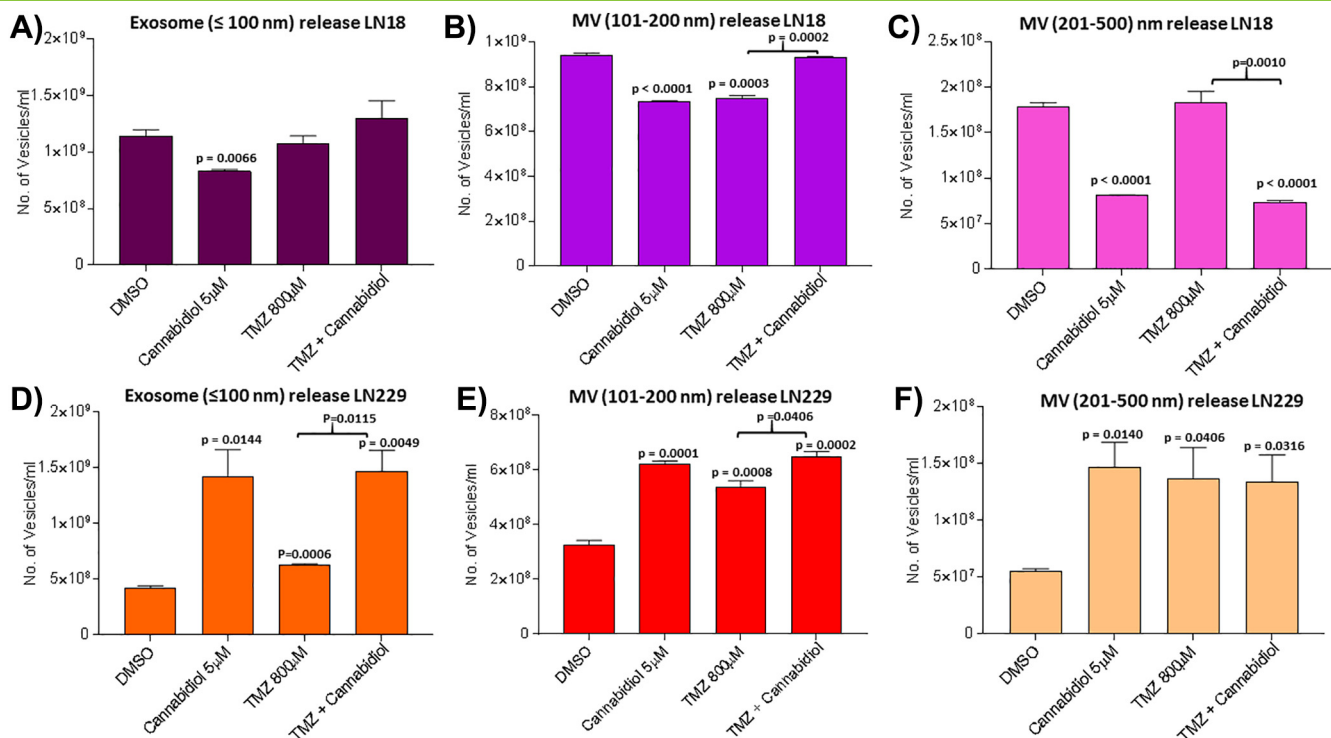 A)
Exosome (≤ 100 nm) release LN18
No. of Vesicles/ml
2×10⁹
1.5×10⁹
1×10⁹
5×10⁸
0
p = 0.0066
DMSO
Cannabidiol 5µM
TMZ 800µM
TMZ + Cannabidiol
B)
MV (101-200 nm) release LN18
No. of Vesicles/ml
1×10⁹
8×10⁸
6×10⁸
4×10⁸
2×10⁸
0
p = 0.0002
p < 0.0001
p = 0.0003
DMSO
Cannabidiol 5µM
TMZ 800µM
TMZ + Cannabidiol
C)
MV (201-500) nm release LN18
No. of Vesicles/ml
2.5×10⁸
2×10⁸
1.5×10⁸
1×10⁸
5×10⁷
0
p=0.0010
p < 0.0001
p < 0.0001
DMSO
Cannabidiol 5µM
TMZ 800µM
TMZ + Cannabidiol
D)
Exosome (≤100 nm) release LN229
No. of Vesicles/ml
2×10⁹
1.5×10⁹
1×10⁹
5×10⁸
0
P=0.0115
p = 0.0144
p = 0.0049
P=0.0006
DMSO
Cannabidiol 5µM
TMZ 800µM
TMZ + Cannabidiol
E)
MV (101-200 nm) release LN229
No. of Vesicles/ml
8×10⁸
6×10⁸
4×10⁸
2×10⁸
0
p =0.0406
p = 0.0001
p = 0.0008
p = 0.0002
DMSO
Cannabidiol 5µM
TMZ 800µM
TMZ + Cannabidiol
F)
MV (201-500 nm) release LN229
No. of Vesicles/ml
2×10⁸
1.5×10⁸
1×10⁸
5×10⁷
0
p = 0.0140
p = 0.0406
p = 0.0316
DMSO
Cannabidiol 5µM
TMZ 800µM
TMZ + Cannabidiol